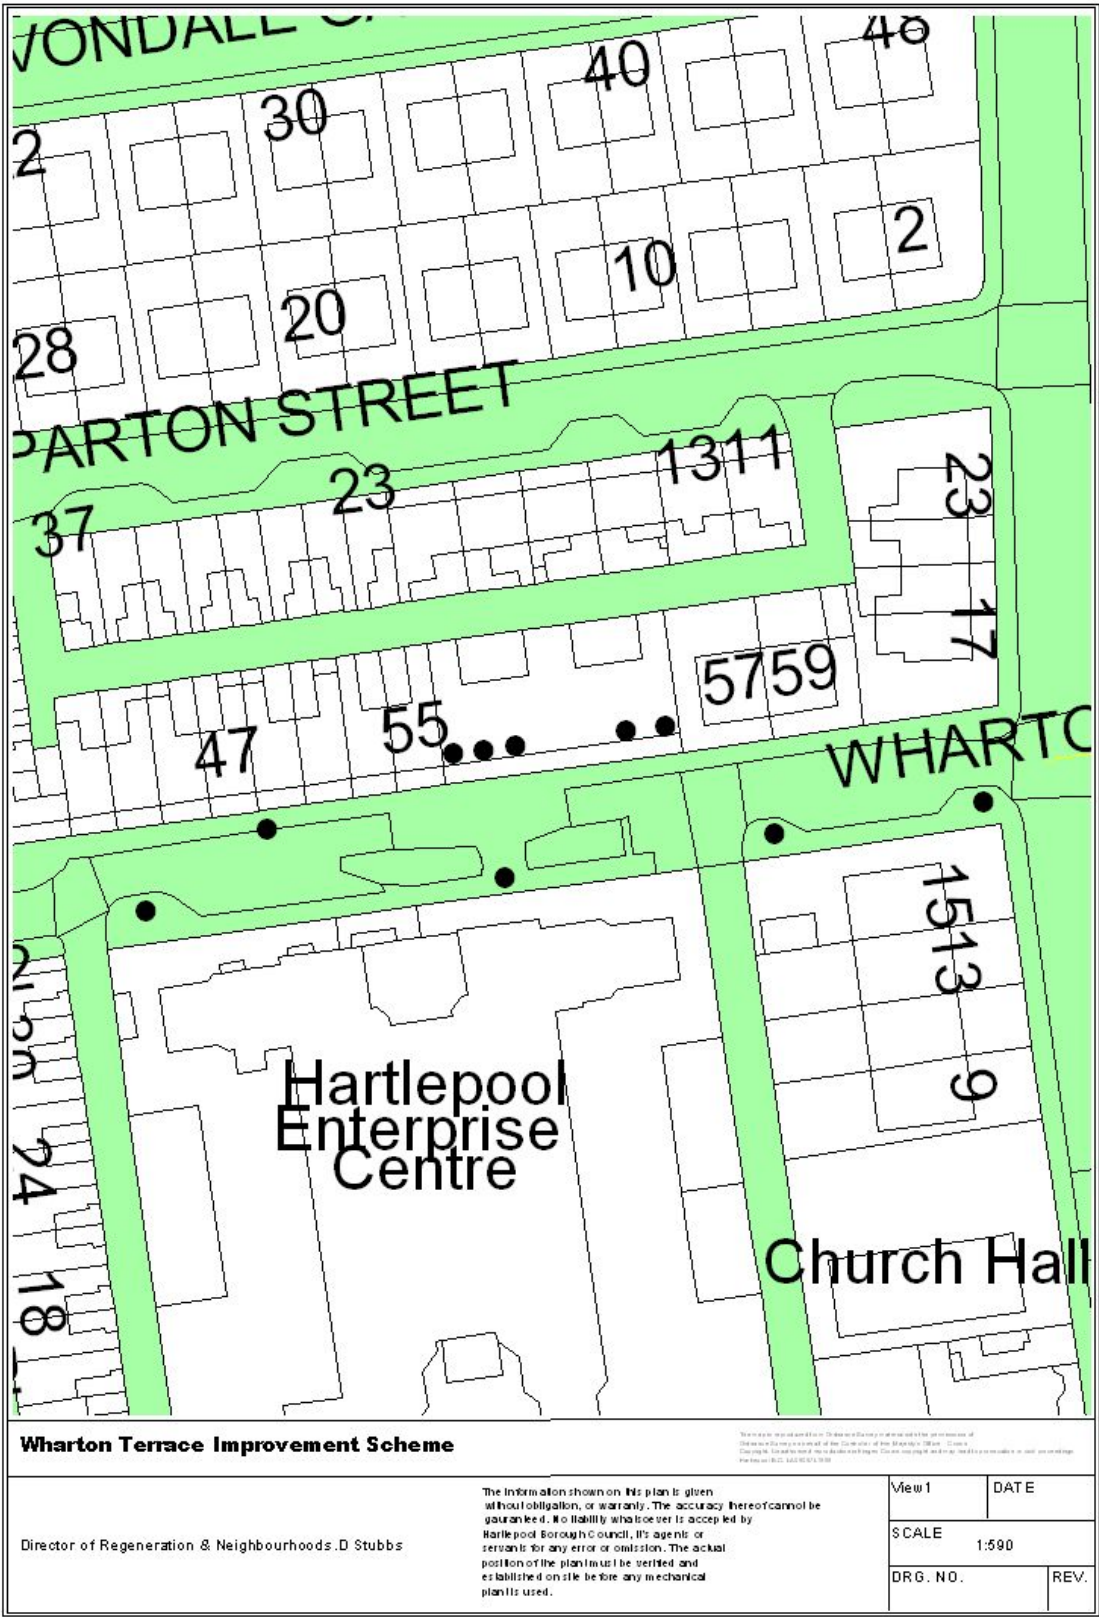 VONDALE
48
40
30
2
2
10
20
28
PARTON STREET
1311
23
37
23
17
5759
55
47
WHARTO
1513
9
24
18
Hartlepool
Enterprise
Centre
Church Hall
Wharton Terrace Improvement Scheme
Director of Regeneration & Neighbourhoods.D Stubbs
The information shown on this plan is given
without obligation, or warranty. The accuracy thereof cannot be
gauranteed. No liability whatsoever is accepted by
Hartlepool Borough Council, it's agents or
servants for any error or omission. The actual
position of the plant must be verified and
established on site before any mechanical
plant is used.
View1
DATE
SCALE
1:590
DRG. NO.
REV.